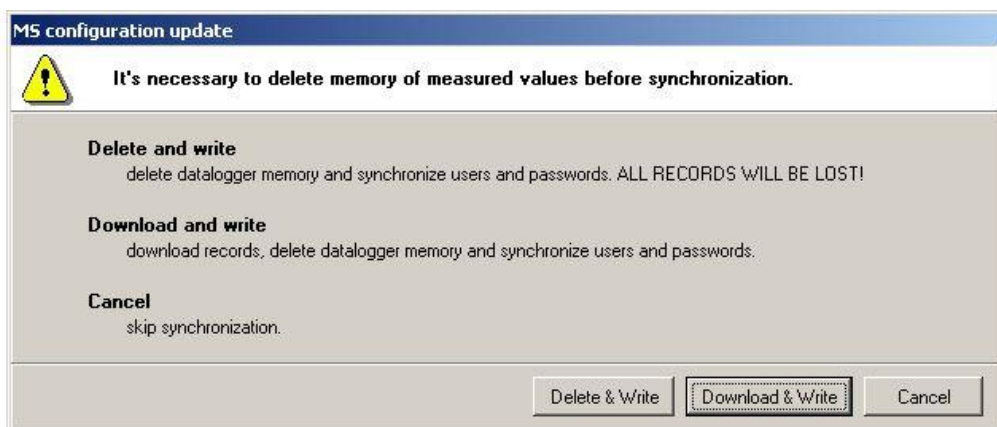 MS configuration update
It's necessary to delete memory of measured values before synchronization.
Delete and write
delete datalogger memory and synchronize users and passwords. ALL RECORDS WILL BE LOST!
Download and write
download records, delete datalogger memory and synchronize users and passwords.
Cancel
skip synchronization.
Delete & Write
Download & Write
Cancel